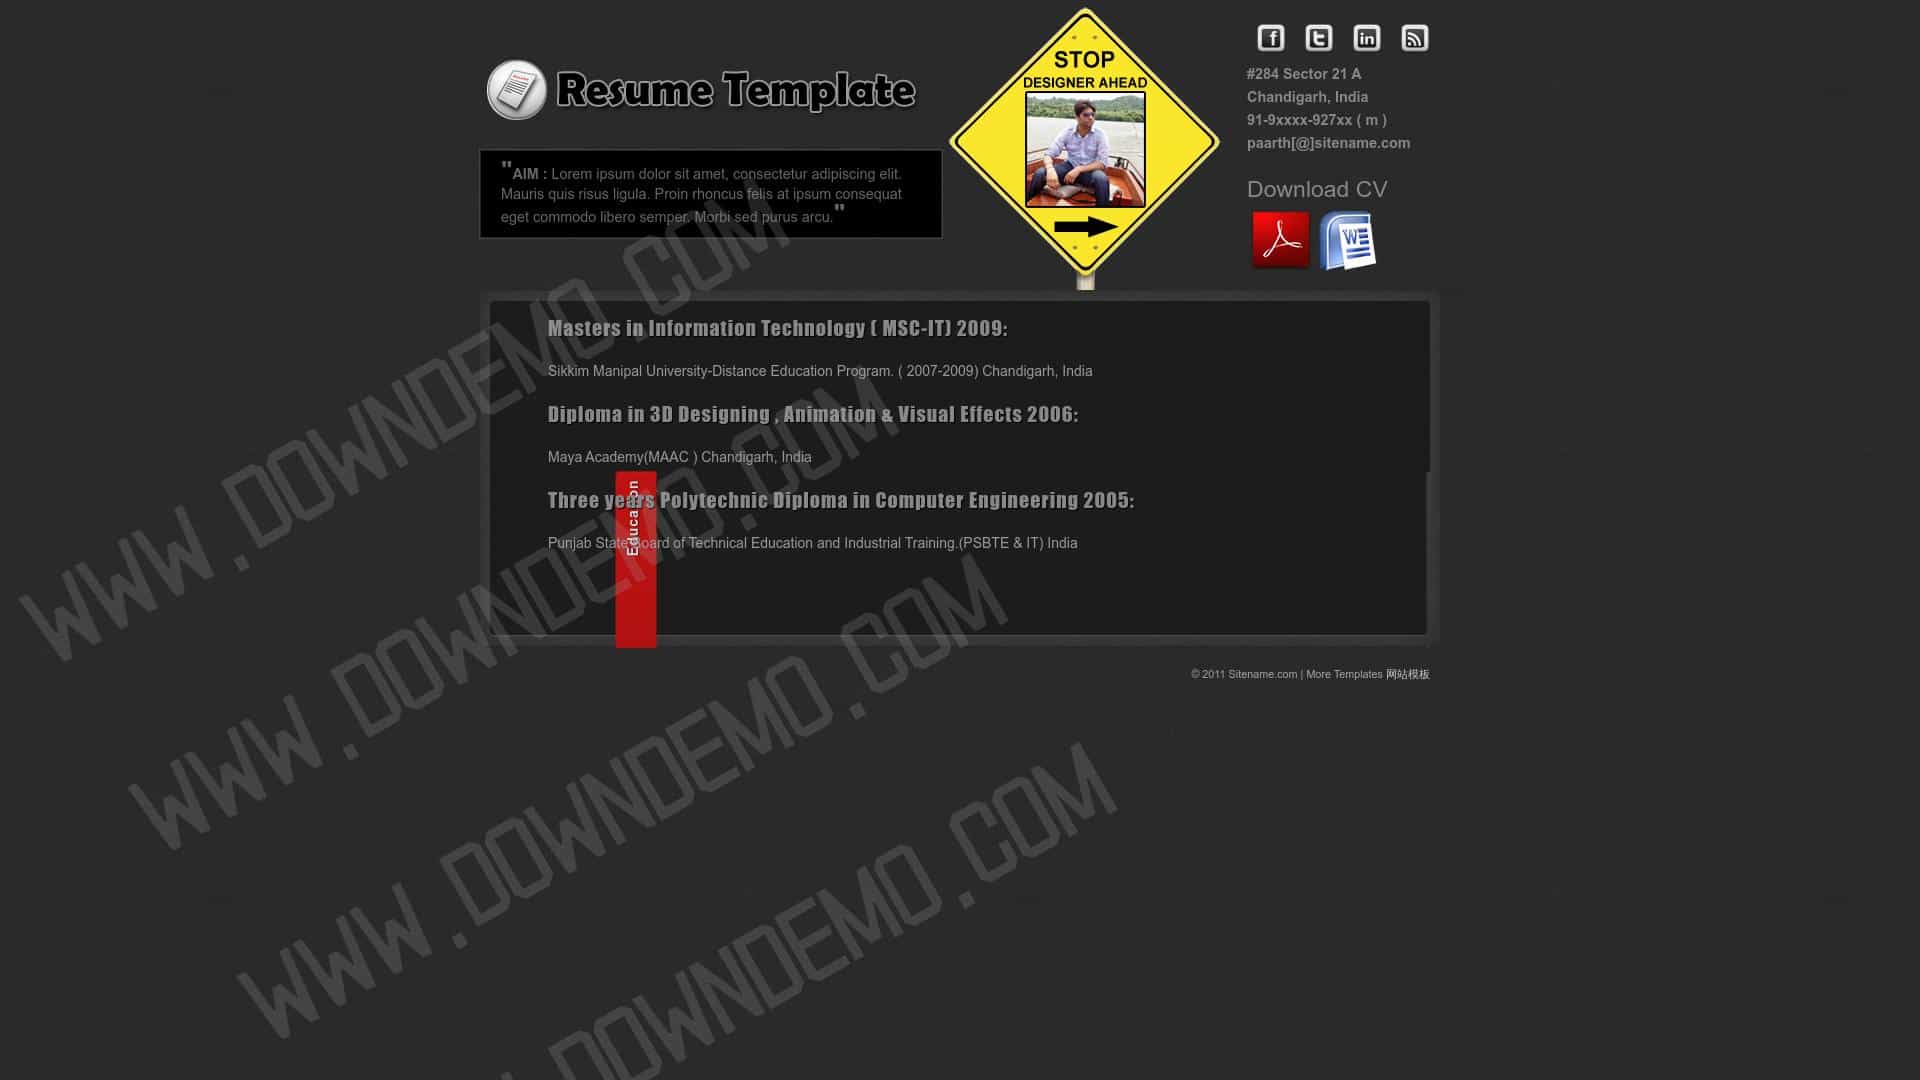 Resume Template
"AIM : Lorem ipsum dolor sit amet, consectetur adipiscing elit.
Mauris quis risus ligula. Proin rhoncus felis at ipsum consequat
eget commodo libero semper. Morbi sed purus arcu."
STOP
DESIGNER AHEAD
#284 Sector 21 A
Chandigarh, India
91-9xxxx-927xx ( m )
paarth[@]sitename.com
Download CV
Masters in Information Technology ( MSC-IT) 2009:
Sikkim Manipal University-Distance Education Program. ( 2007-2009) Chandigarh, India
Diploma in 3D Designing , Animation & Visual Effects 2006:
Maya Academy(MAAC ) Chandigarh, India
Education
Three years Polytechnic Diploma in Computer Engineering 2005:
Punjab State Board of Technical Education and Industrial Training.(PSBTE & IT) India
© 2011 Sitename.com | More Templates 网站模板
WWW.DOWNDEMO.COM
WWW.DOWNDEMO.COM
WWW.DOWNDEMO.COM
DOWNDEMO.COM